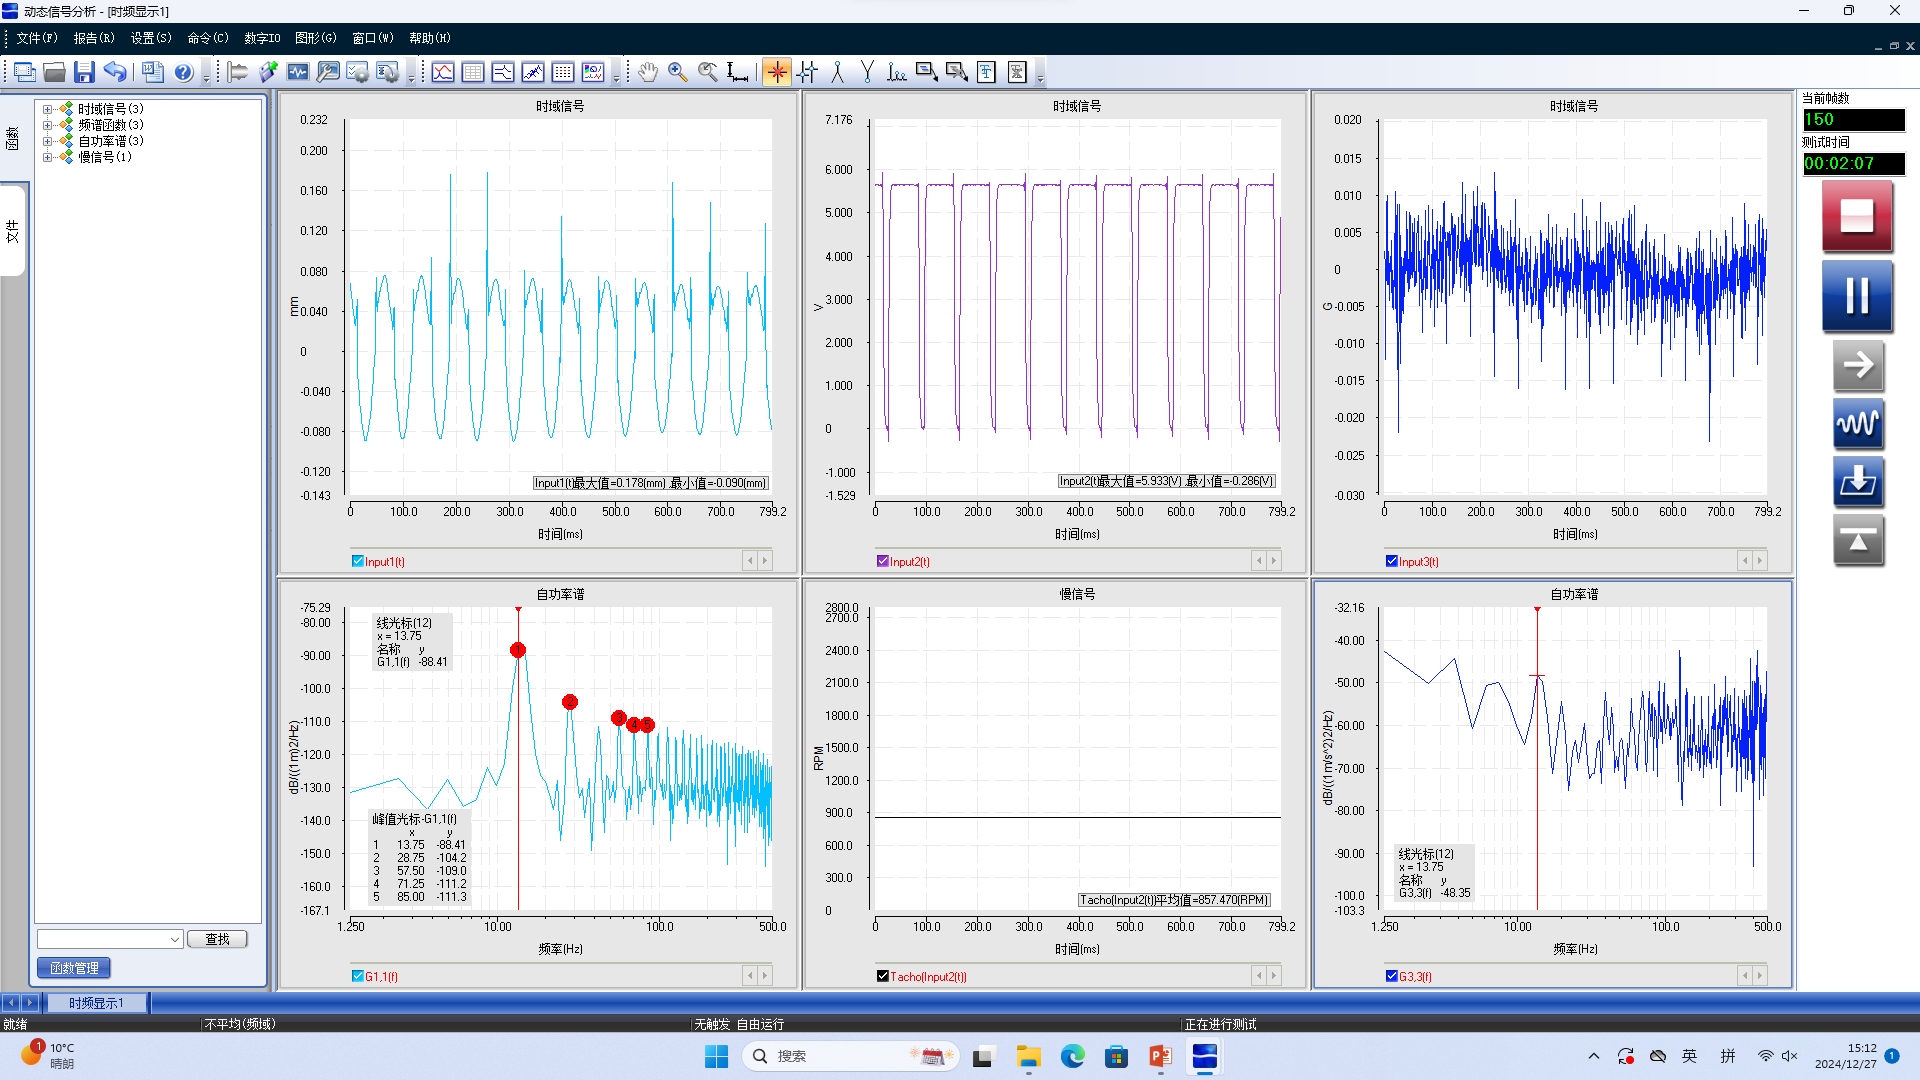 动态信号分析 - [时频显示1]
文件(F) 报告(R) 设置(S) 命令(C) 数字IO 图形(G) 窗口(W) 帮助(H)
函数
文件
时域信号(3)
频谱函数(3)
自功率谱(3)
慢信号(1)
查找
函数管理
时域信号
0.232
0.200
0.160
0.120
0.080
0.040
0
-0.040
-0.080
-0.120
-0.143
mm
Input1(t)最大值=0.178(mm) ,最小值=-0.090(mm)
0 100.0 200.0 300.0 400.0 500.0 600.0 700.0 799.2
时间(ms)
Input1(t)
时域信号
7.176
6.000
5.000
4.000
3.000
2.000
1.000
0
-1.000
-1.529
V
Input2(t)最大值=5.933(V) ,最小值=-0.286(V)
0 100.0 200.0 300.0 400.0 500.0 600.0 700.0 799.2
时间(ms)
Input2(t)
时域信号
0.020
0.015
0.010
0.005
0
-0.005
-0.010
-0.015
-0.020
-0.025
-0.030
G
0 100.0 200.0 300.0 400.0 500.0 600.0 700.0 799.2
时间(ms)
Input3(t)
自功率谱
-75.29
-80.00
-90.00
-100.0
-110.0
-120.0
-130.0
-140.0
-150.0
-160.0
-167.1
dB/((1m)2/Hz)
线光标(12)
x = 13.75
名称 y
G1,1(f) -88.41
1
2
3
4
5
峰值光标-G1,1(f)
x y
1 13.75 -88.41
2 28.75 -104.2
3 57.50 -109.0
4 71.25 -111.2
5 85.00 -111.3
1.250 10.00 100.0 500.0
频率(Hz)
G1,1(f)
慢信号
2800.0
2700.0
2400.0
2100.0
1800.0
1500.0
1200.0
900.0
600.0
300.0
0
RPM
Tacho(Input2(t))平均值=857.470(RPM)
0 100.0 200.0 300.0 400.0 500.0 600.0 700.0 799.2
时间(ms)
Tacho(Input2(t))
自功率谱
-32.16
-40.00
-50.00
-60.00
-70.00
-80.00
-90.00
-100.0
-103.3
dB/((1m/s^2)2/Hz)
线光标(12)
x = 13.75
名称 y
G3,3(f) -48.35
1.250 10.00 100.0 500.0
频率(Hz)
G3,3(f)
当前帧数
150
测试时间
00:02:07
时频显示1
就绪 不平均(频域) 无触发 自由运行 正在进行测试
1
10°C
晴朗
搜索
英 拼
15:12
2024/12/27
1